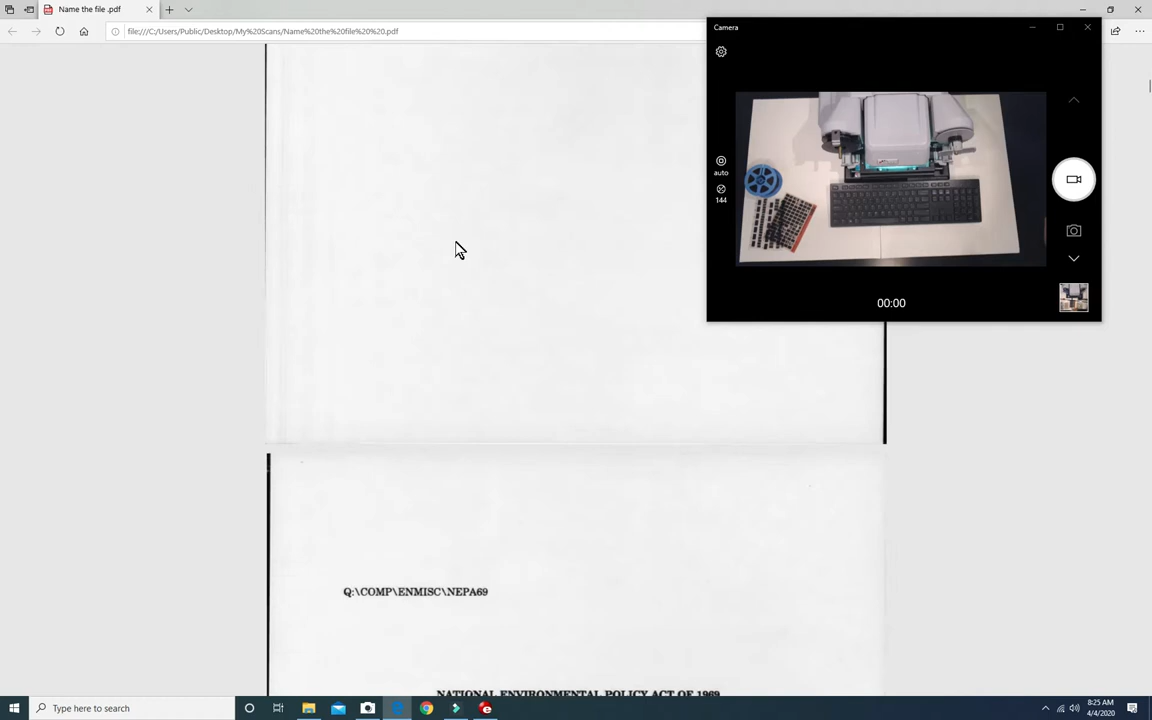 Name the file .pdf
file:///C:/Users/Public/Desktop/My%20Scans/Name%20the%20file%20%20.pdf
Camera
auto
144
00:00
Q:\COMP\ENMISC\NEPA69
NATIONAL ENVIRONMENTAL POLICY ACT OF 1969
Type here to search
8:25 AM
4/4/2020